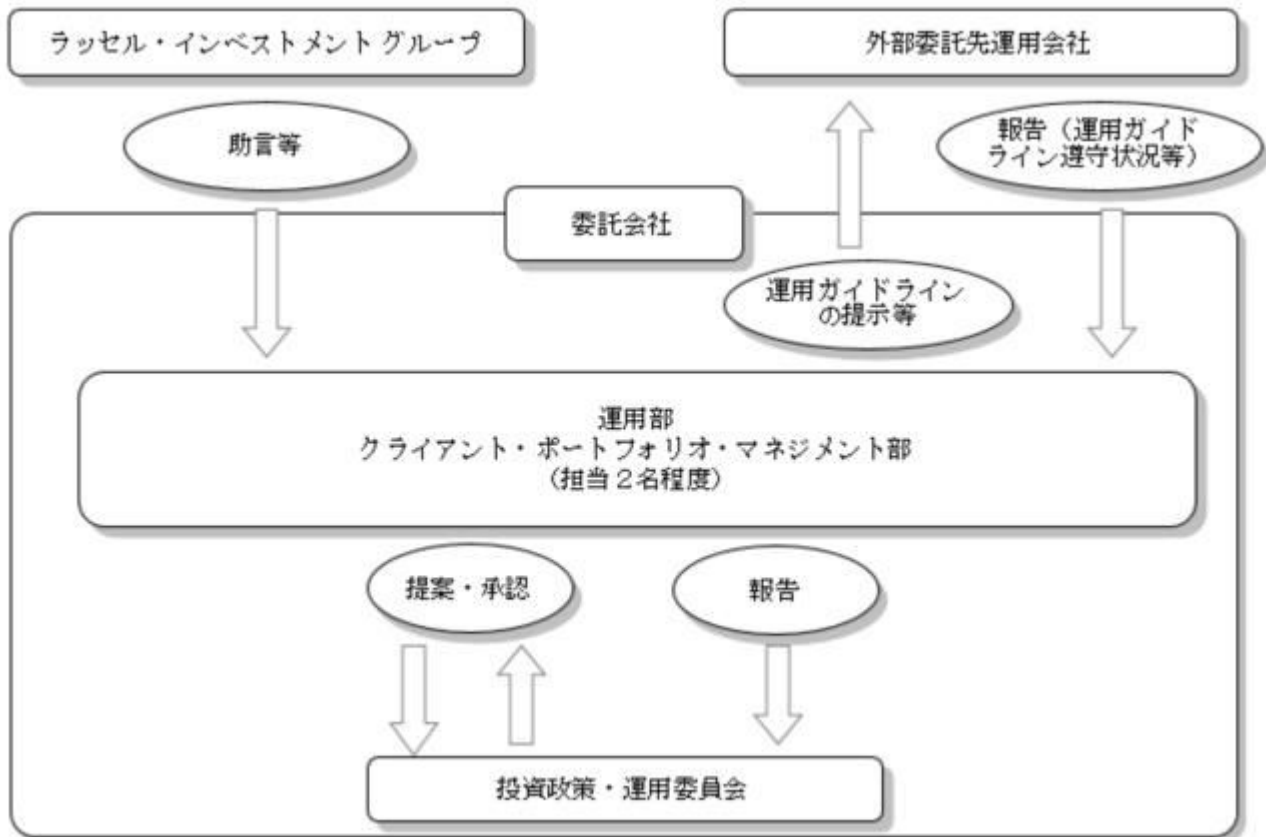 ラッセル・インベストメント グループ
外部委託先運用会社
助言等
報告（運用ガイド
ライン遵守状況等）
委託会社
運用ガイドライン
の提示等
運用部
クライアント・ポートフォリオ・マネジメント部
（担当２名程度）
提案・承認
報告
投資政策・運用委員会